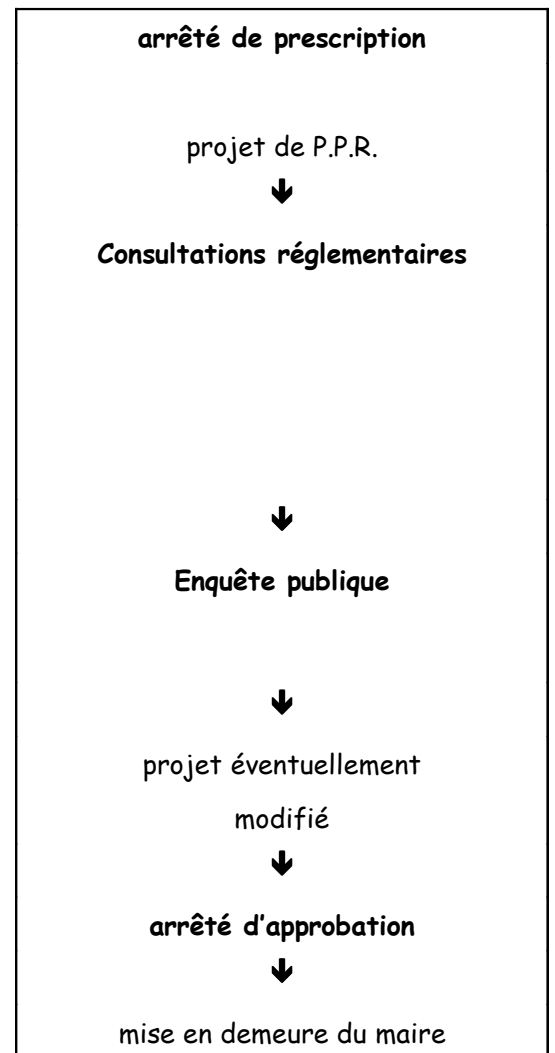 arrêté de prescription
projet de P.P.R.
🡻
Consultations réglementaires
🡻
Enquête publique
🡻
projet éventuellement
modifié
🡻
arrêté d’approbation
🡻
mise en demeure du maire